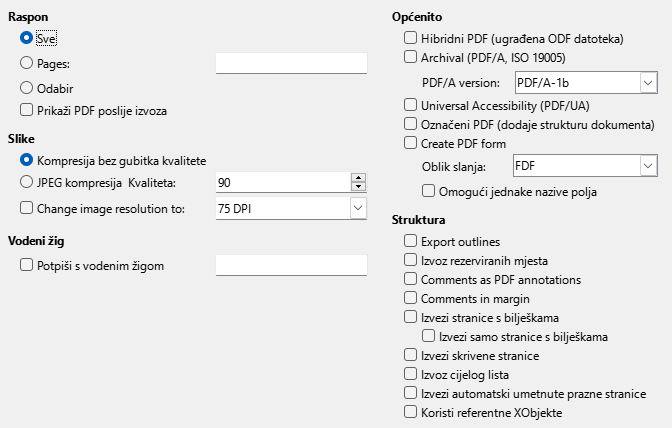 Raspon
Sve
Pages:
Odabir
Prikaži PDF poslije izvoza
Slike
Kompresija bez gubitka kvalitete
JPEG kompresija Kvaliteta: 90
Change image resolution to: 75 DPI
Vodeni žig
Potpiši s vodenim žigom
Općenito
Hibridni PDF (ugrađena ODF datoteka)
Archival (PDF/A, ISO 19005)
PDF/A version: PDF/A-1b
Universal Accessibility (PDF/UA)
Označeni PDF (dodaje strukturu dokumenta)
Create PDF form
Oblik slanja: FDF
Omogući jednake nazive polja
Struktura
Export outlines
Izvoz rezerviranih mjesta
Comments as PDF annotations
Comments in margin
Izvezi stranice s bilješkama
Izvezi samo stranice s bilješkama
Izvezi skrivene stranice
Izvoz cijelog lista
Izvezi automatski umetnute prazne stranice
Koristi referentne XObjekte